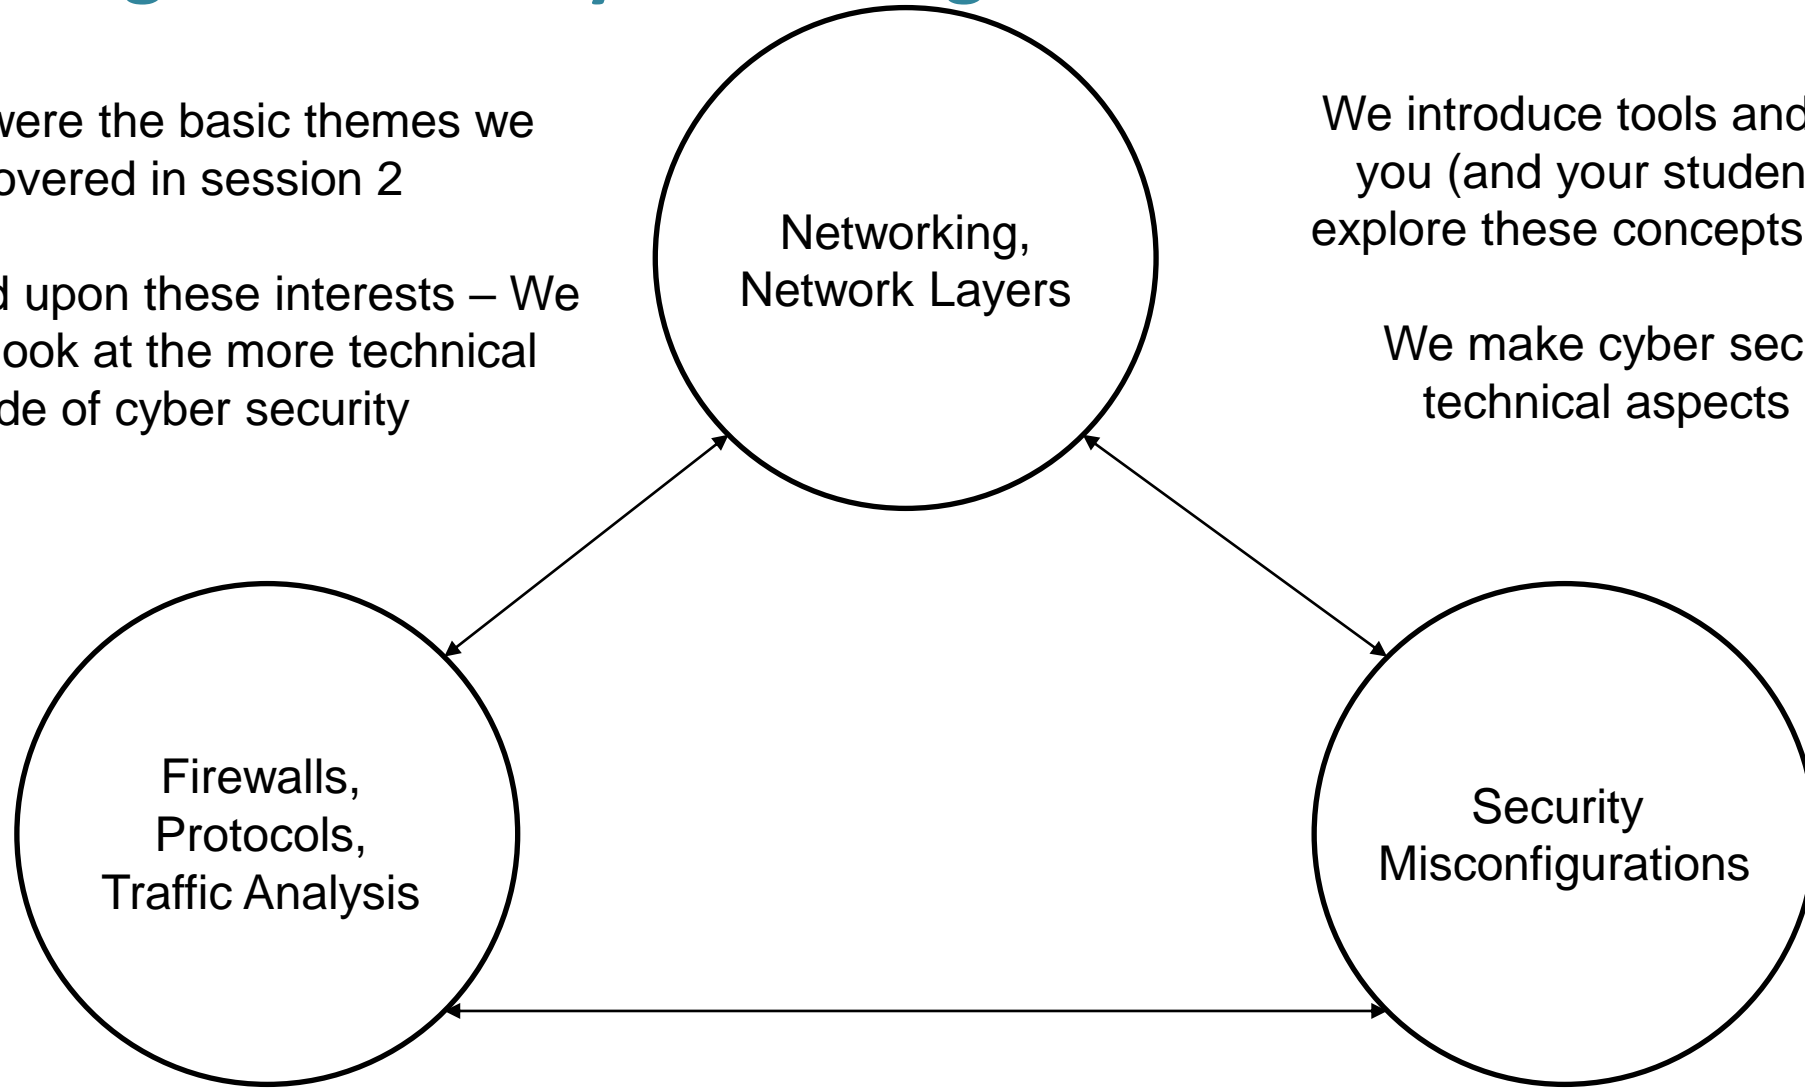 were the basic themes we
overed in session 2
upon these interests – We
look at the more technical
de of cyber security
Networking,
Network Layers
We introduce tools and
you (and your studen
explore these concepts
We make cyber sec
technical aspects
Firewalls,
Protocols,
Traffic Analysis
Security
Misconfigurations